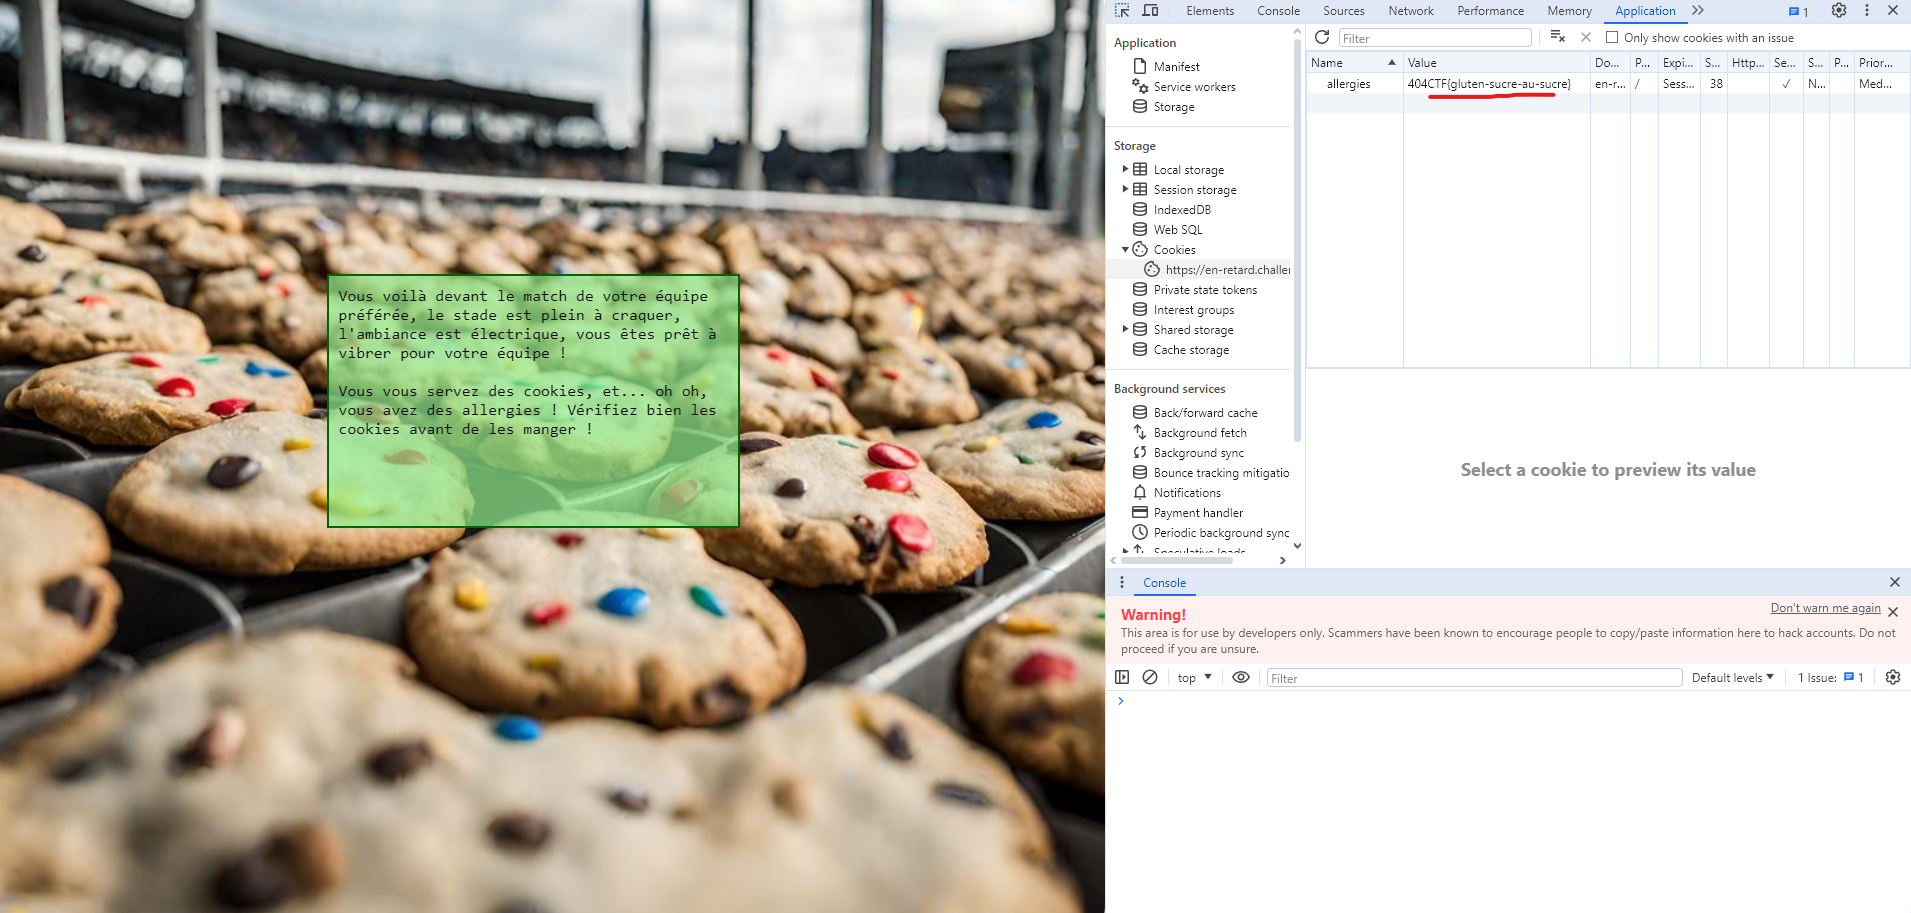 Vous voilà devant le match de votre équipe
préférée, le stade est plein à craquer,
l'ambiance est électrique, vous êtes prêt à
vibrer pour votre équipe !
Vous vous servez des cookies, et... oh oh,
vous avez des allergies ! Vérifiez bien les
cookies avant de les manger !
Elements Console Sources Network Performance Memory Application 1
Application
Manifest
Service workers
Storage
Storage
Local storage
Session storage
IndexedDB
Web SQL
Cookies
https://en-retard.challe
Private state tokens
Interest groups
Shared storage
Cache storage
Background services
Back/forward cache
Background fetch
Background sync
Bounce tracking mitigatio
Notifications
Payment handler
Periodic background sync
Speculative loads
Filter Only show cookies with an issue
Name Value Do... P... Expi... S... Http... Se... S... P... Prior...
allergies 404CTF{gluten-sucre-au-sucre} en-r... / Sess... 38 ✓ N... Med...
Select a cookie to preview its value
Console
Warning! Don't warn me again
This area is for use by developers only. Scammers have been known to encourage people to copy/paste information here to hack accounts. Do not
proceed if you are unsure.
top Filter Default levels 1 Issue: 1